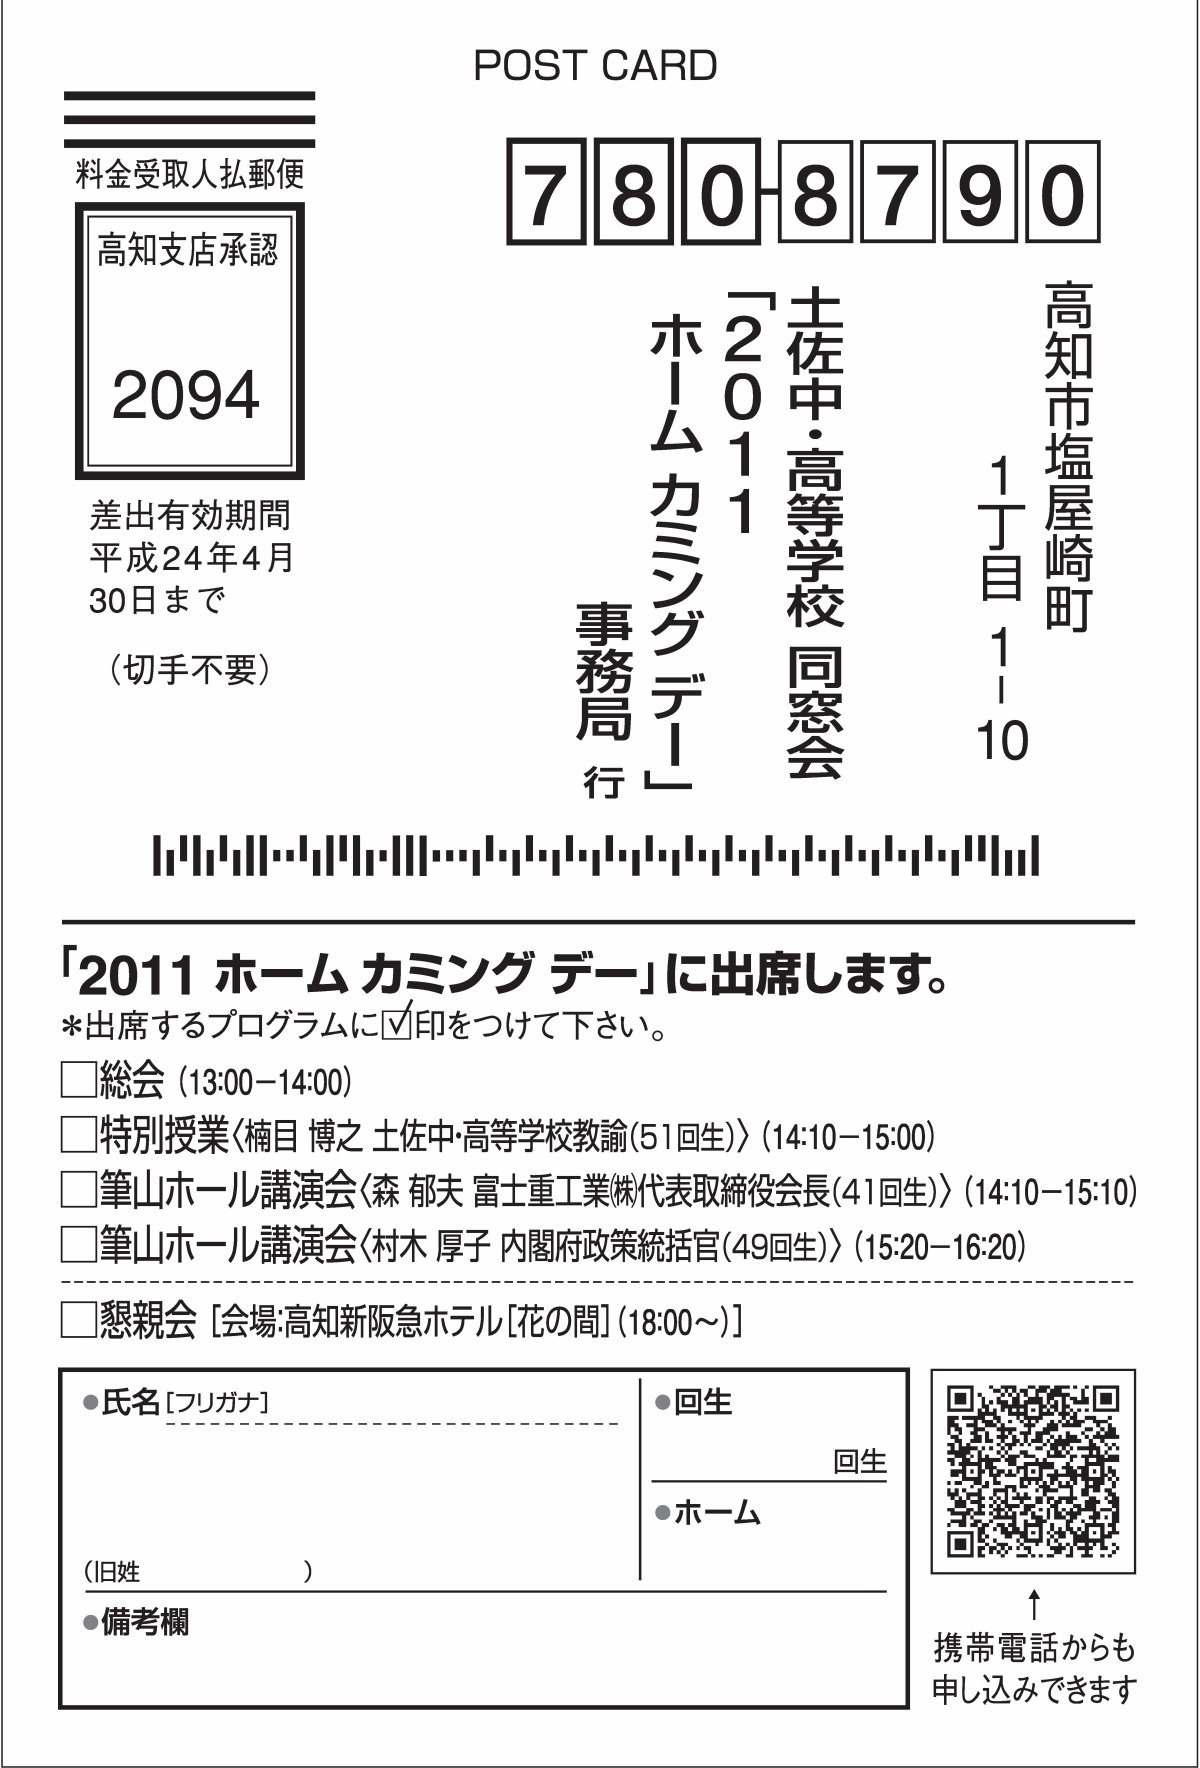 POST CARD
料金受取人払郵便
高知支店承認
2094
差出有効期間
平成24年4月
30日まで
（切手不要）
780-8790
高知市塩屋崎町
1丁目 1-10
土佐中・高等学校 同窓会
「2011
ホーム カミング デー」
事務局 行
「2011 ホーム カミング デー」に出席します。
＊出席するプログラムに☑印をつけて下さい。
□総会 (13:00−14:00)
□特別授業〈楠目 博之 土佐中・高等学校教諭(51回生)〉(14:10−15:00)
□筆山ホール講演会〈森 郁夫 富士重工業㈱代表取締役会長(41回生)〉(14:10−15:10)
□筆山ホール講演会〈村木 厚子 内閣府政策統括官(49回生)〉(15:20−16:20)
□懇親会 [会場:高知新阪急ホテル[花の間](18:00〜)]
●氏名[フリガナ]
(旧姓 )
●回生
回生
●ホーム
●備考欄
↑
携帯電話からも
申し込みできます